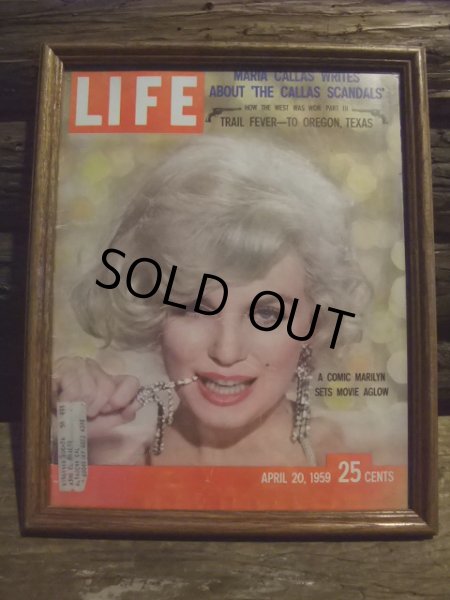 MARIA CALLAS WRITES
LIFE
ABOUT 'THE CALLAS SCANDALS'
HOW THE WEST WAS WON PART III
TRAIL FEVER—TO OREGON, TEXAS
SOLD OUT
A COMIC MARILYN
SETS MOVIE AGLOW
APRIL 20, 1959 25 CENTS